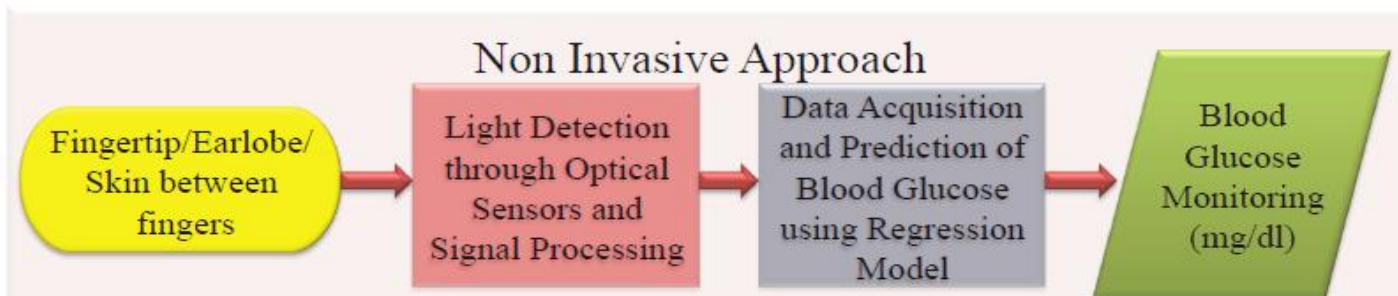 Non Invasive Approach
Fingertip/Earlobe/
Skin between
fingers
Light Detection
through Optical
Sensors and
Signal Processing
Data Acquisition
and Prediction of
Blood Glucose
using Regression
Model
Blood
Glucose
Monitoring
(mg/dl)